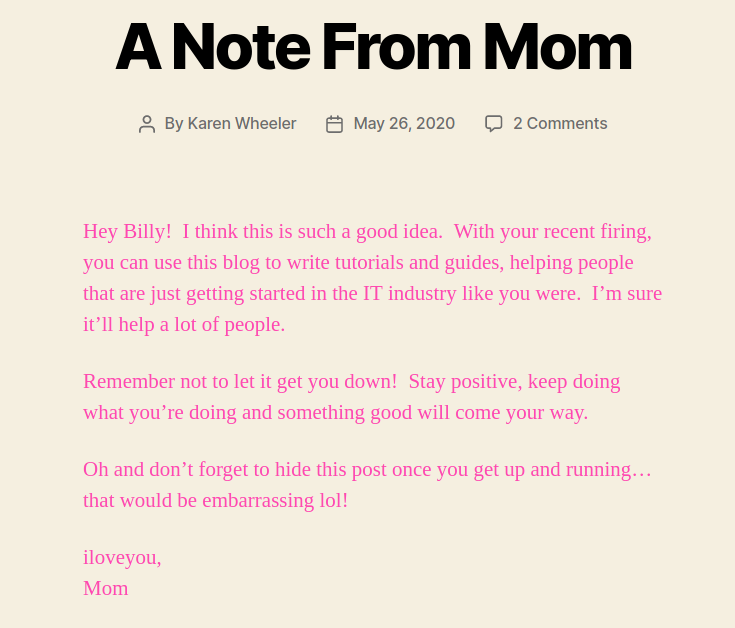 A Note From Mom
By Karen Wheeler May 26, 2020 2 Comments
Hey Billy!  I think this is such a good idea.  With your recent firing,
you can use this blog to write tutorials and guides, helping people
that are just getting started in the IT industry like you were.  I’m sure
it’ll help a lot of people.
Remember not to let it get you down!  Stay positive, keep doing
what you’re doing and something good will come your way.
Oh and don’t forget to hide this post once you get up and running…
that would be embarrassing lol!
iloveyou,
Mom